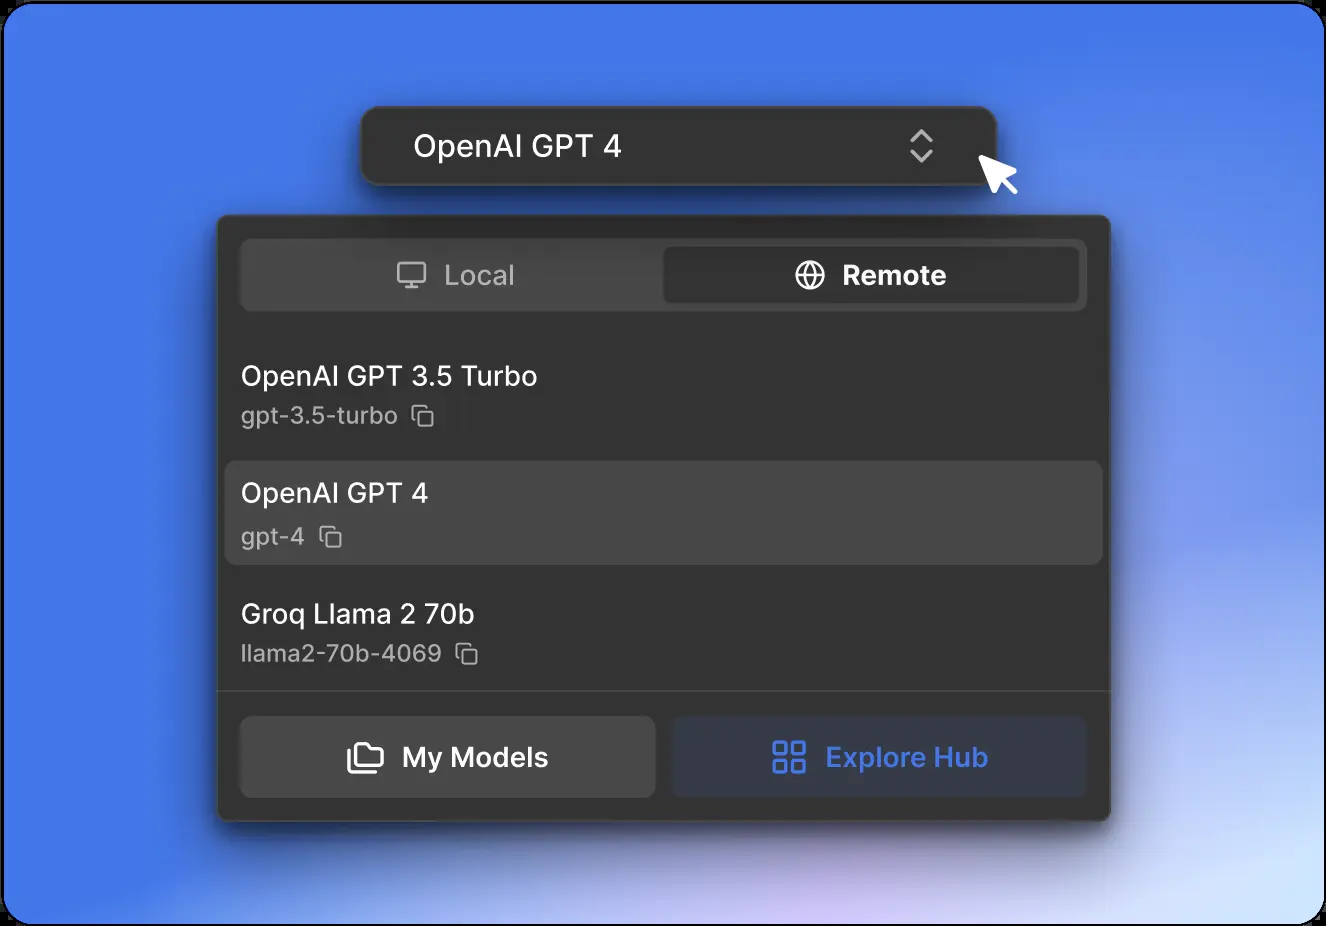 OpenAI GPT 4
Local
Remote
OpenAI GPT 3.5 Turbo
gpt-3.5-turbo
OpenAI GPT 4
gpt-4
Groq Llama 2 70b
llama2-70b-4069
My Models
Explore Hub